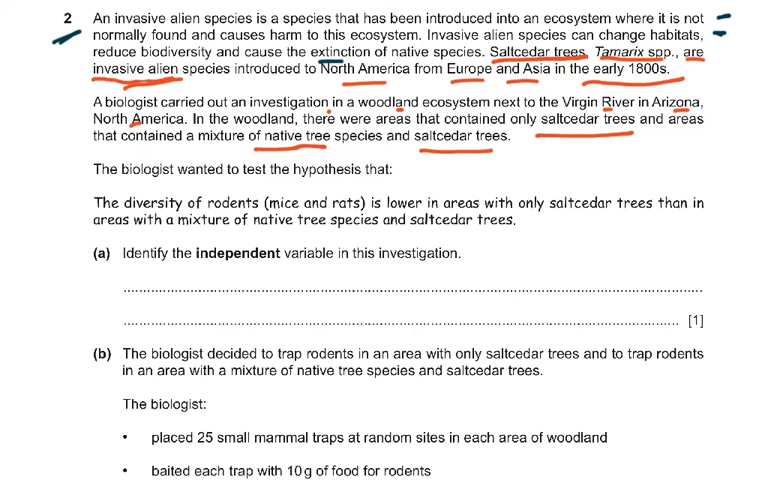 2 An invasive alien species is a species that has been introduced into an ecosystem where it is not
normally found and causes harm to this ecosystem. Invasive alien species can change habitats,
reduce biodiversity and cause the extinction of native species. Saltcedar trees, Tamarix spp., are
invasive alien species introduced to North America from Europe and Asia in the early 1800s.
A biologist carried out an investigation in a woodland ecosystem next to the Virgin River in Arizona,
North America. In the woodland, there were areas that contained only saltcedar trees and areas
that contained a mixture of native tree species and saltcedar trees.
The biologist wanted to test the hypothesis that:
The diversity of rodents (mice and rats) is lower in areas with only saltcedar trees than in
areas with a mixture of native tree species and saltcedar trees.
(a) Identify the independent variable in this investigation.
[1]
(b) The biologist decided to trap rodents in an area with only saltcedar trees and to trap rodents
in an area with a mixture of native tree species and saltcedar trees.
The biologist:
• placed 25 small mammal traps at random sites in each area of woodland
• baited each trap with 10 g of food for rodents